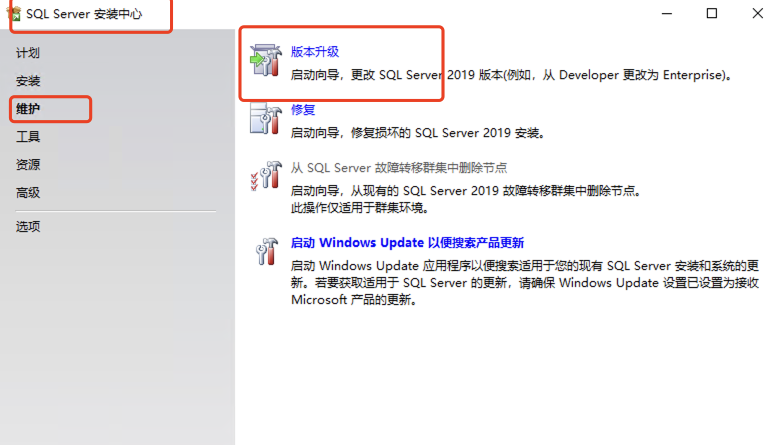 SQL Server 安装中心
计划
安装
维护
工具
资源
高级
选项
版本升级
启动向导，更改 SQL Server 2019 版本(例如，从 Developer 更改为 Enterprise)。
修复
启动向导，修复损坏的 SQL Server 2019 安装。
从 SQL Server 故障转移群集中删除节点
启动向导，从现有的 SQL Server 2019 故障转移群集中删除节点。
此操作仅适用于群集环境。
启动 Windows Update 以便搜索产品更新
启动 Windows Update 应用程序以便搜索适用于您的现有 SQL Server 安装和系统的更
新。若要获取适用于 SQL Server 的更新，请确保 Windows Update 设置已设置为接收
Microsoft 产品的更新。